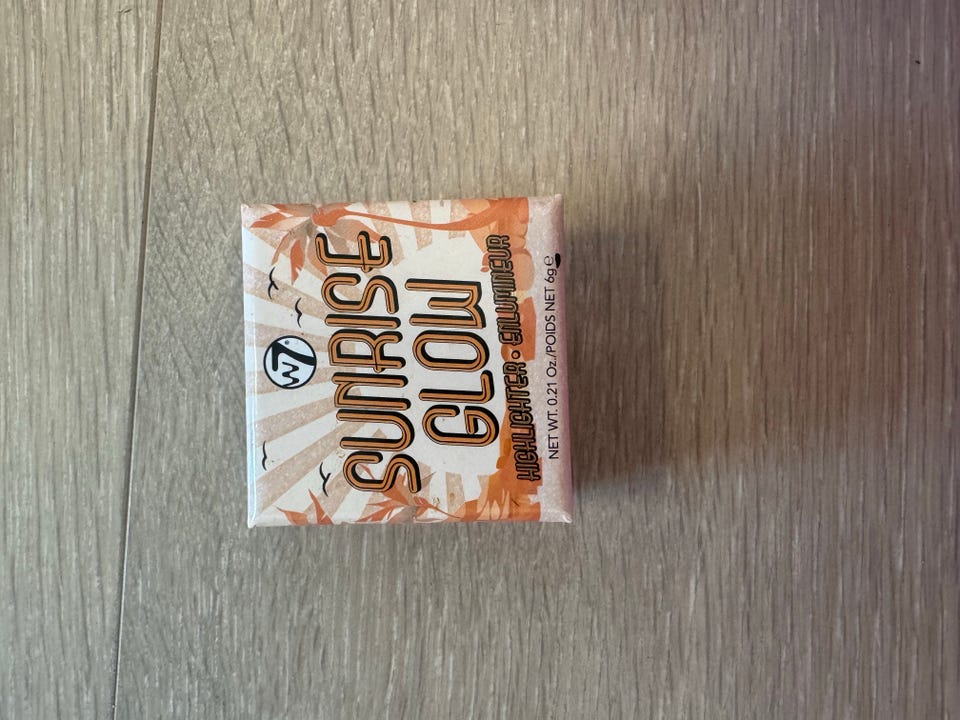 W7
SUNRISE
GLOW
HIGHLIGHTER • ENLUMINEUR
NET WT. 0.21 Oz./POIDS NET 6g ℮